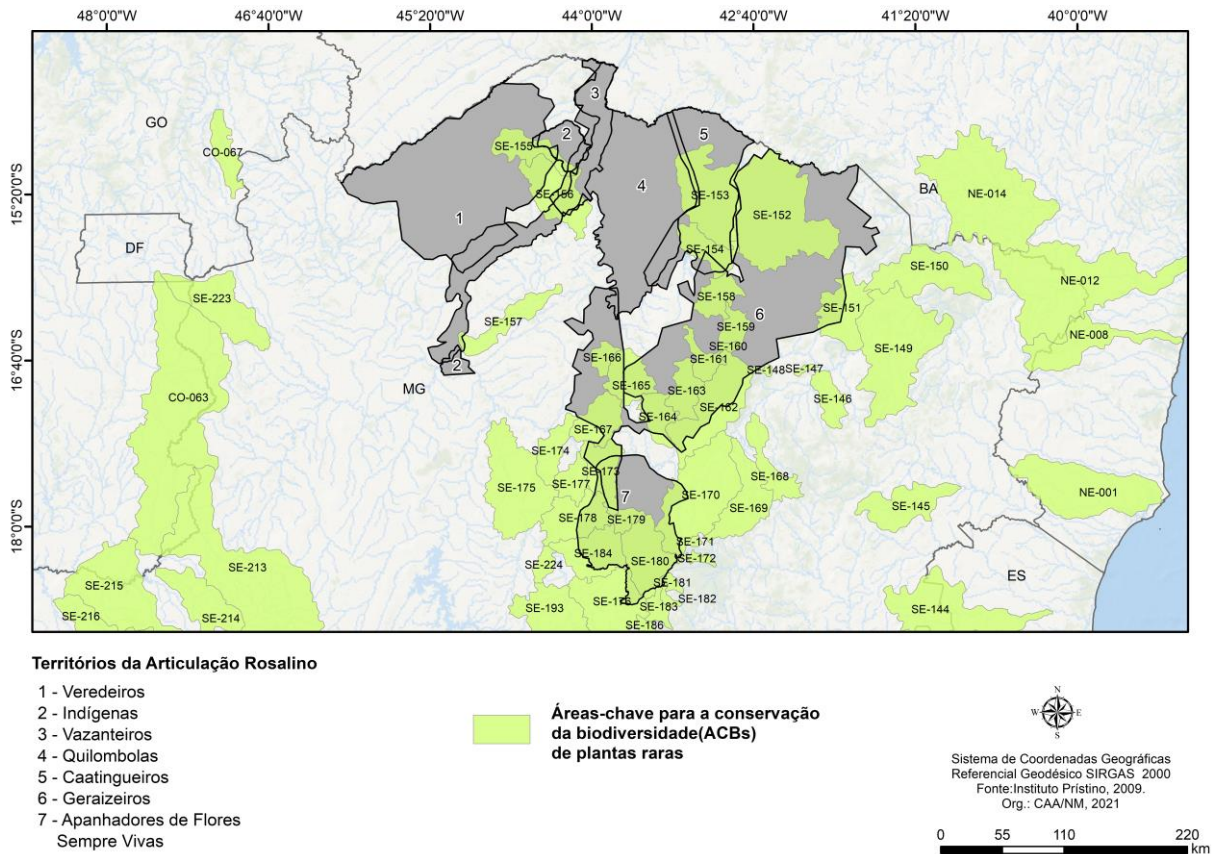 48°0'0"W 46°40'0"W 45°20'0"W 44°0'0"W 42°40'0"W 41°20'0"W 40°0'0"W
15°20'0"S
16°40'0"S
18°0'0"S
GO
CO-067
DF
SE-223
CO-063
SE-215
SE-216
SE-213
SE-214
MG
1
2
3
4
5
6
7
2
SE-155
SE-156
SE-157
SE-153
SE-152
SE-154
SE-158
SE-159
SE-160
SE-161
SE-151
SE-150
SE-149
SE-148
SE-147
SE-146
BA
NE-014
NE-012
NE-008
SE-166
SE-165
SE-163
SE-164
SE-162
SE-167
SE-174
SE-175
SE-173
SE-177
SE-178
SE-179
SE-170
SE-168
SE-169
SE-171
SE-172
SE-184
SE-180
SE-224
SE-181
SE-182
SE-183
SE-193
SE-186
SE-145
NE-001
ES
SE-144
Territórios da Articulação Rosalino
1 - Veredeiros
2 - Indígenas
3 - Vazanteiros
4 - Quilombolas
5 - Caatingueiros
6 - Geraizeiros
7 - Apanhadores de Flores
Sempre Vivas
Áreas-chave para a conservação
da biodiversidade(ACBs)
de plantas raras
N
W E
S
Sistema de Coordenadas Geográficas
Referencial Geodésico SIRGAS 2000
Fonte:Instituto Prístino, 2009.
Org.: CAA/NM, 2021
0 55 110 220
km